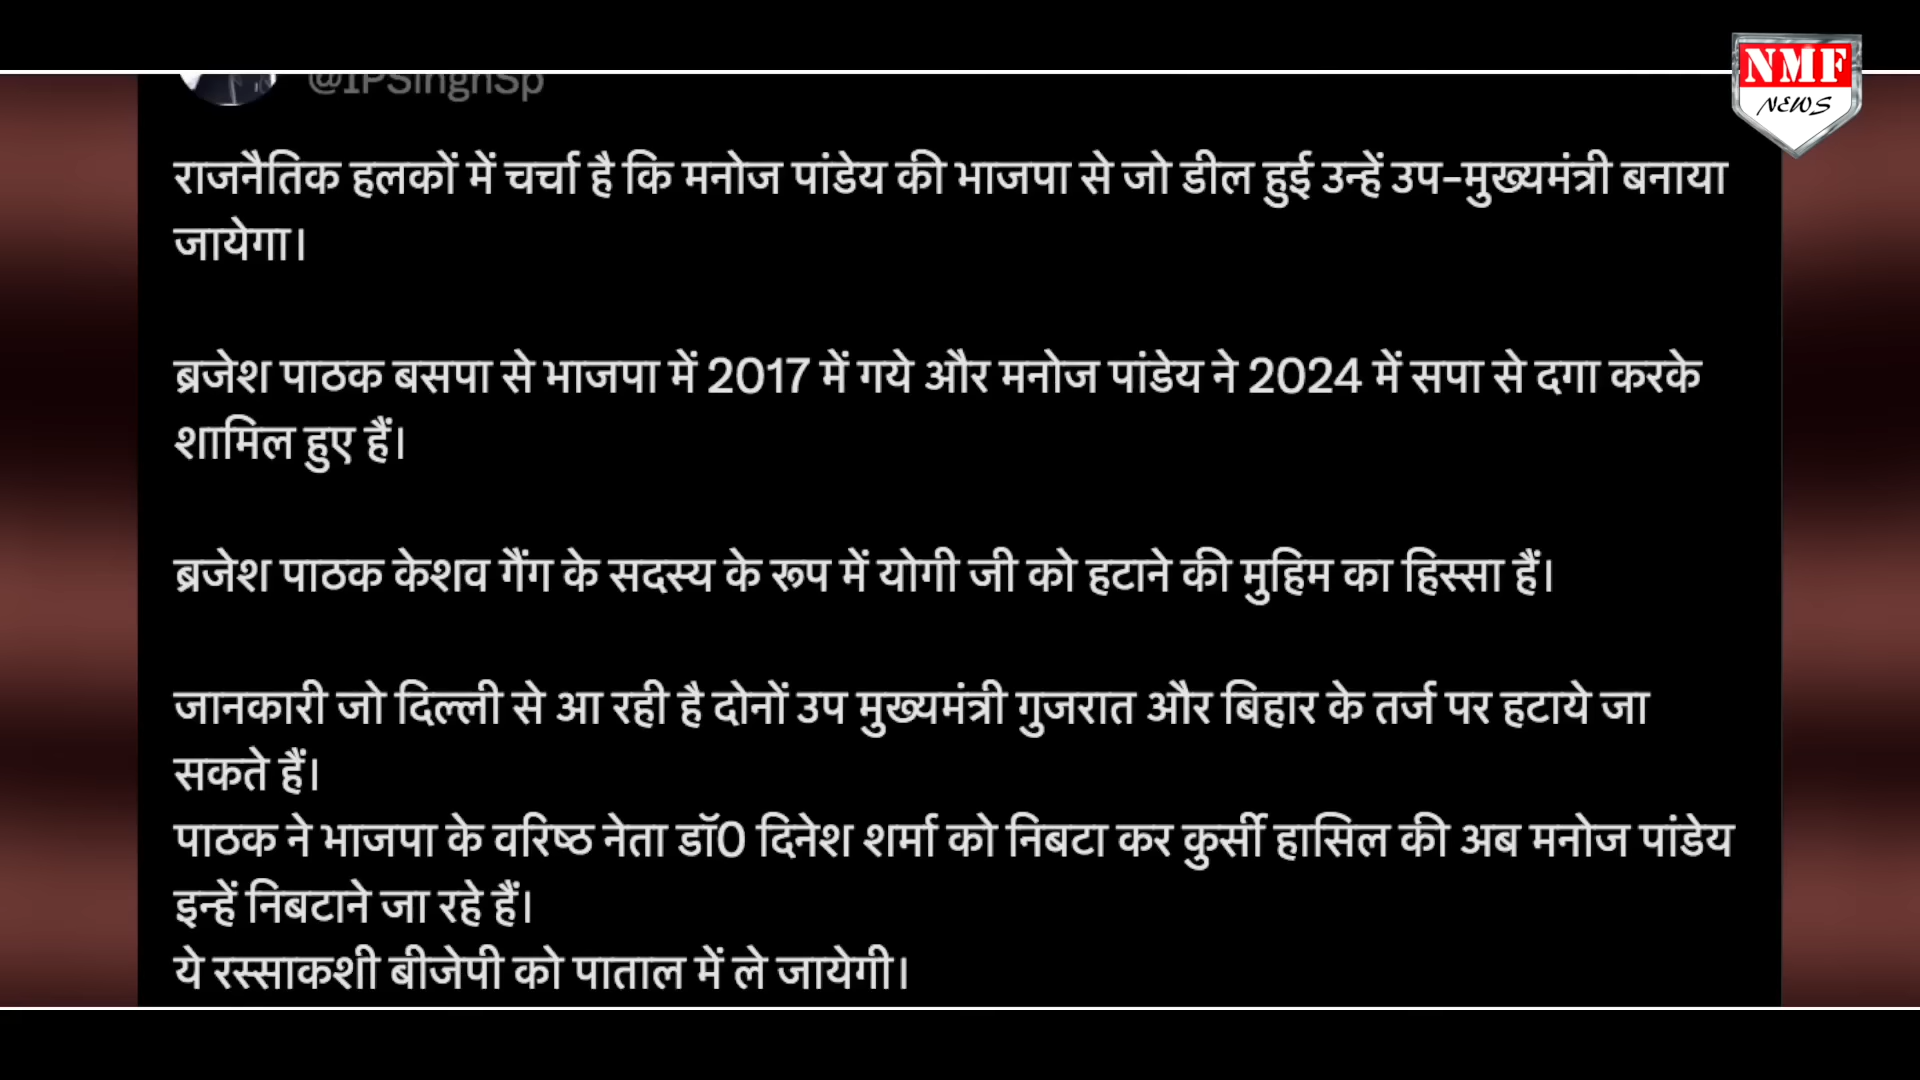 @IPSinghSp
NMF
NEWS
राजनैतिक हलकों में चर्चा है कि मनोज पांडेय की भाजपा से जो डील हुई उन्हें उप-मुख्यमंत्री बनाया
जायेगा।
ब्रजेश पाठक बसपा से भाजपा में 2017 में गये और मनोज पांडेय ने 2024 में सपा से दगा करके
शामिल हुए हैं।
ब्रजेश पाठक केशव गैंग के सदस्य के रूप में योगी जी को हटाने की मुहिम का हिस्सा हैं।
जानकारी जो दिल्ली से आ रही है दोनों उप मुख्यमंत्री गुजरात और बिहार के तर्ज पर हटाये जा
सकते हैं।
पाठक ने भाजपा के वरिष्ठ नेता डॉ0 दिनेश शर्मा को निबटा कर कुर्सी हासिल की अब मनोज पांडेय
इन्हें निबटाने जा रहे हैं।
ये रस्साकशी बीजेपी को पाताल में ले जायेगी।